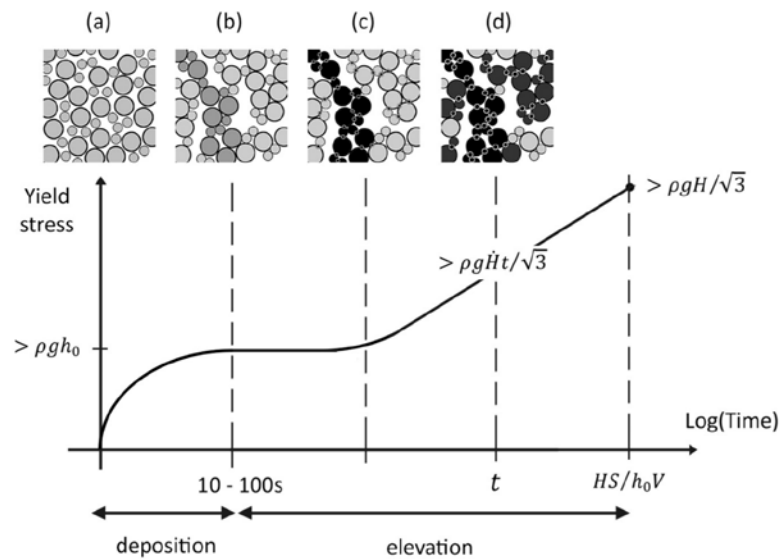 (a) (b) (c) (d)
Yield
stress
> ρgH/√3
> ρgḢt/√3
> ρgh₀
Log(Time)
10 - 100s
t
HS/h₀V
deposition
elevation